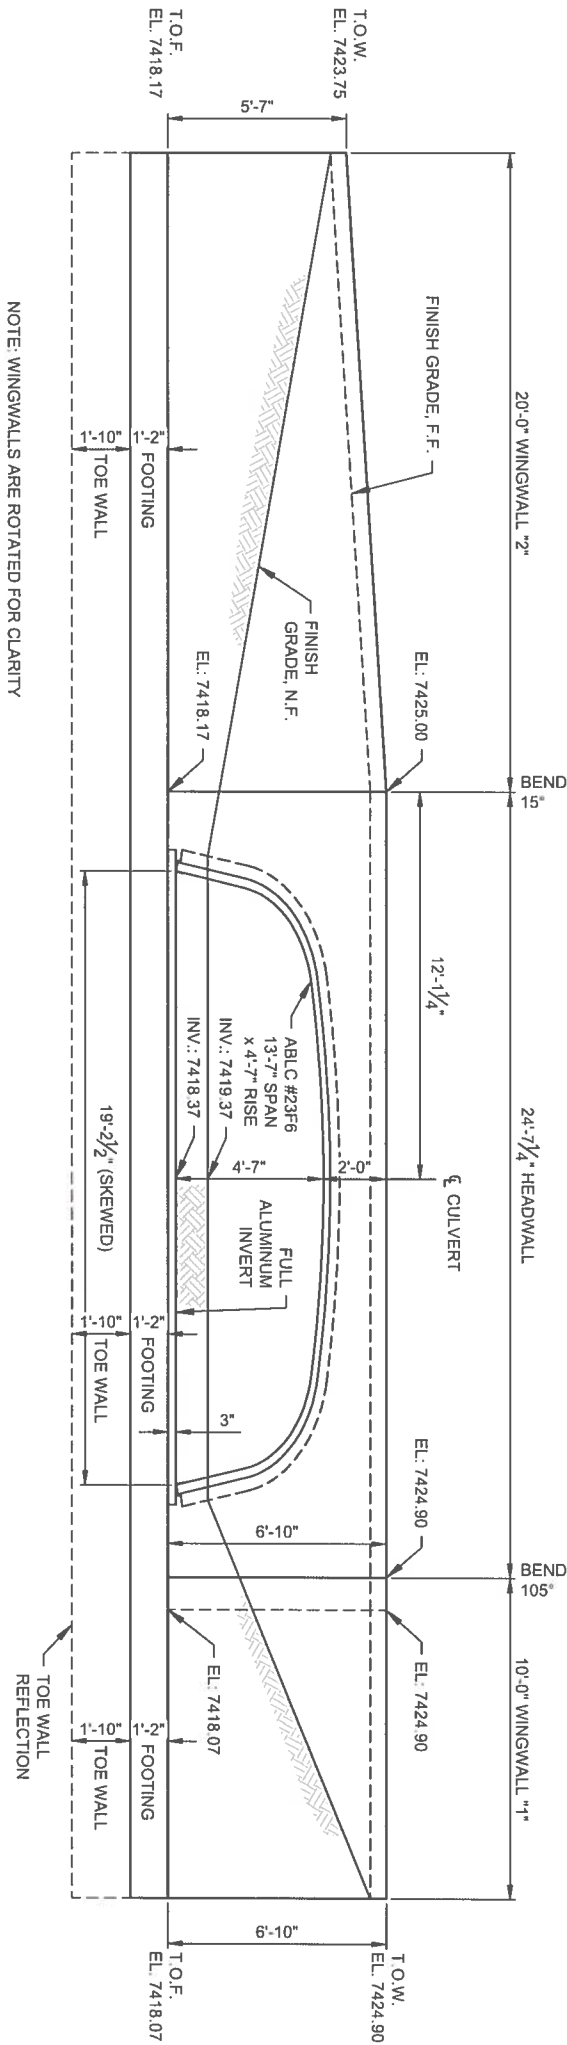 T.O.W.
EL. 7423.75
T.O.F.
EL. 7418.17
5'-7"
20'-0" WINGWALL "2"
FINISH GRADE, F.F.
FINISH
GRADE, N.F.
1'-2" FOOTING
1'-10" TOE WALL
EL: 7425.00
EL: 7418.17
BEND
15°
24'-7¼" HEADWALL
12'-1¼"
℄ CULVERT
ABLC #23F6
13'-7" SPAN
x 4'-7" RISE
INV.: 7419.37
INV.: 7418.37
4'-7"
2'-0"
FULL
ALUMINUM
INVERT
19'-2½" (SKEWED)
1'-2" FOOTING
1'-10" TOE WALL
3"
EL: 7424.90
6'-10"
BEND
105°
10'-0" WINGWALL "1"
EL: 7424.90
EL: 7418.07
1'-2" FOOTING
1'-10" TOE WALL
TOE WALL
REFLECTION
6'-10"
T.O.W.
EL. 7424.90
T.O.F.
EL. 7418.07
NOTE: WINGWALLS ARE ROTATED FOR CLARITY